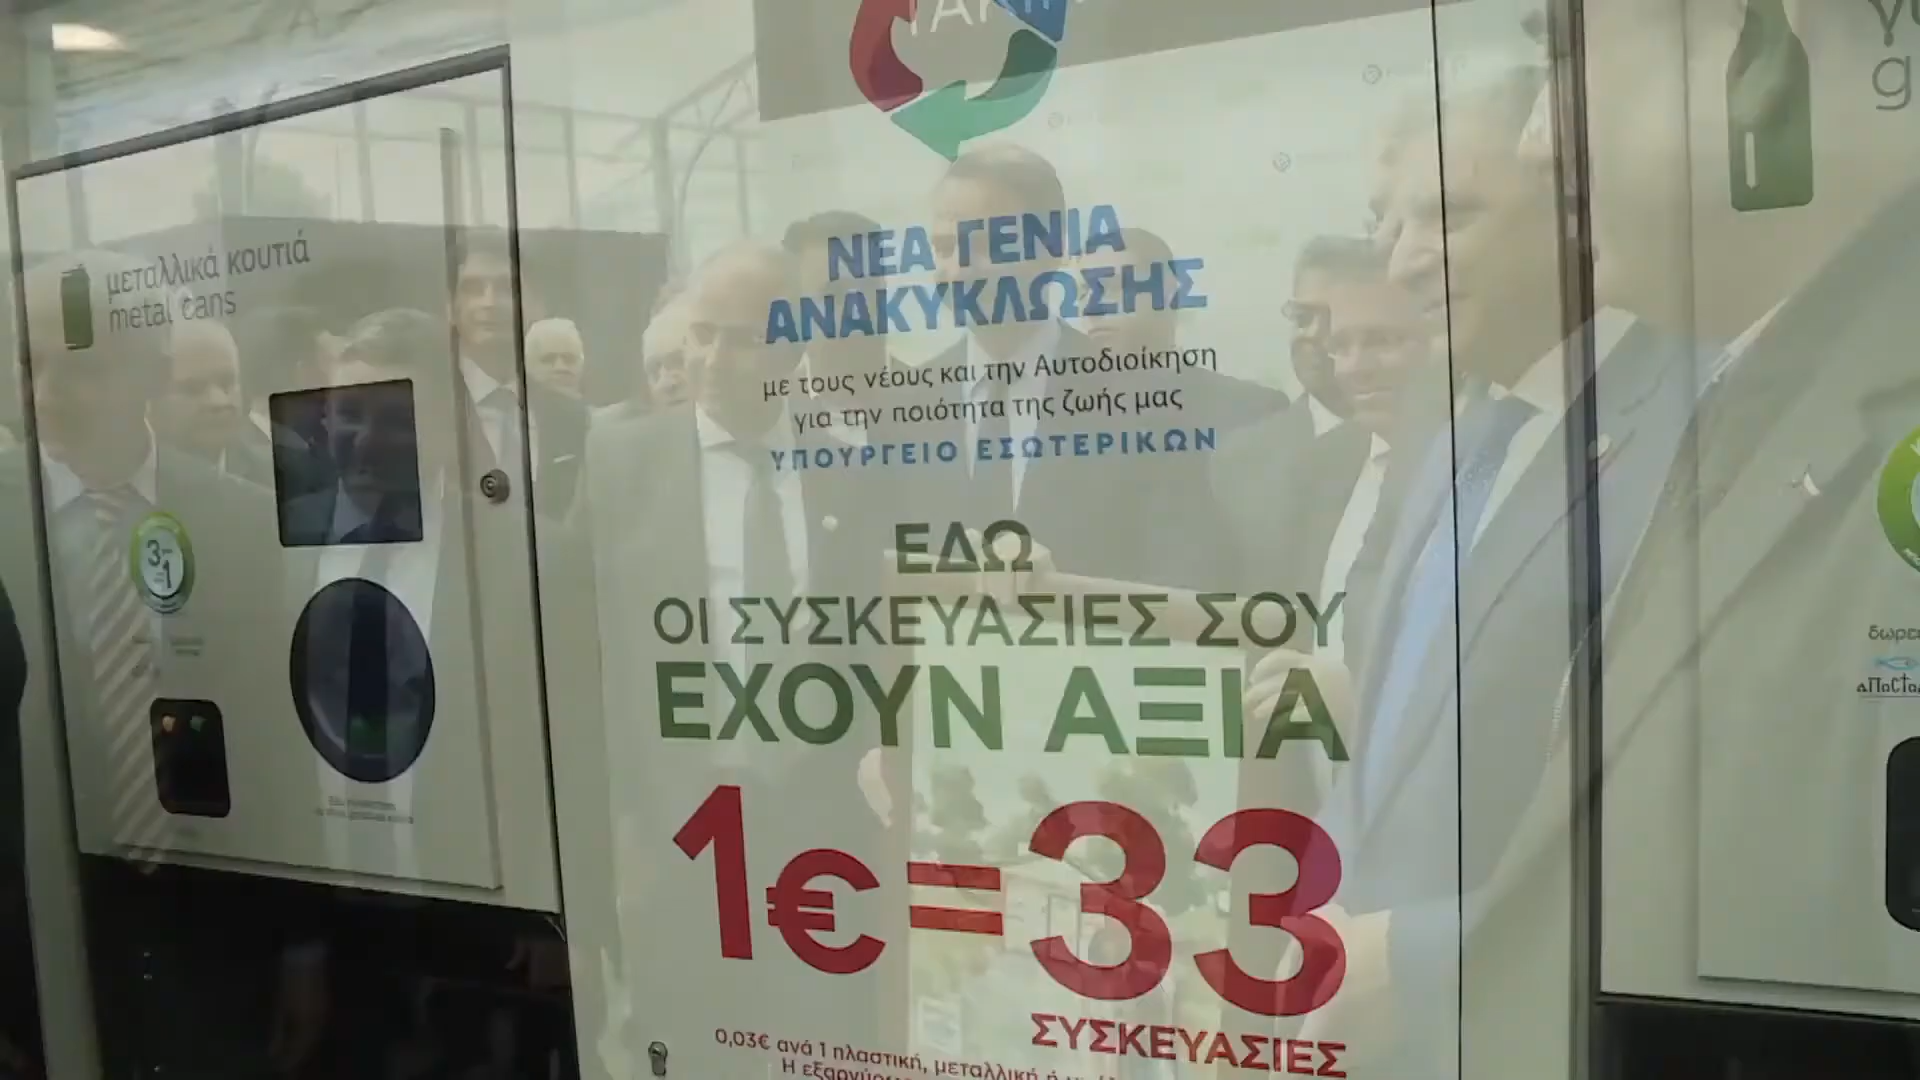 μεταλλικά κουτιά
metal cans
ΝΕΑ ΓΕΝΙΑ
ΑΝΑΚΥΚΛΩΣΗΣ
με τους νέους και την Αυτοδιοίκηση
για την ποιότητα της ζωής μας
ΥΠΟΥΡΓΕΙΟ ΕΣΩΤΕΡΙΚΩΝ
ΕΔΩ
ΟΙ ΣΥΣΚΕΥΑΣΙΕΣ ΣΟΥ
ΕΧΟΥΝ ΑΞΙΑ
1€=33
ΣΥΣΚΕΥΑΣΙΕΣ
0,03€ ανά 1 πλαστική, μεταλλική ή
Η